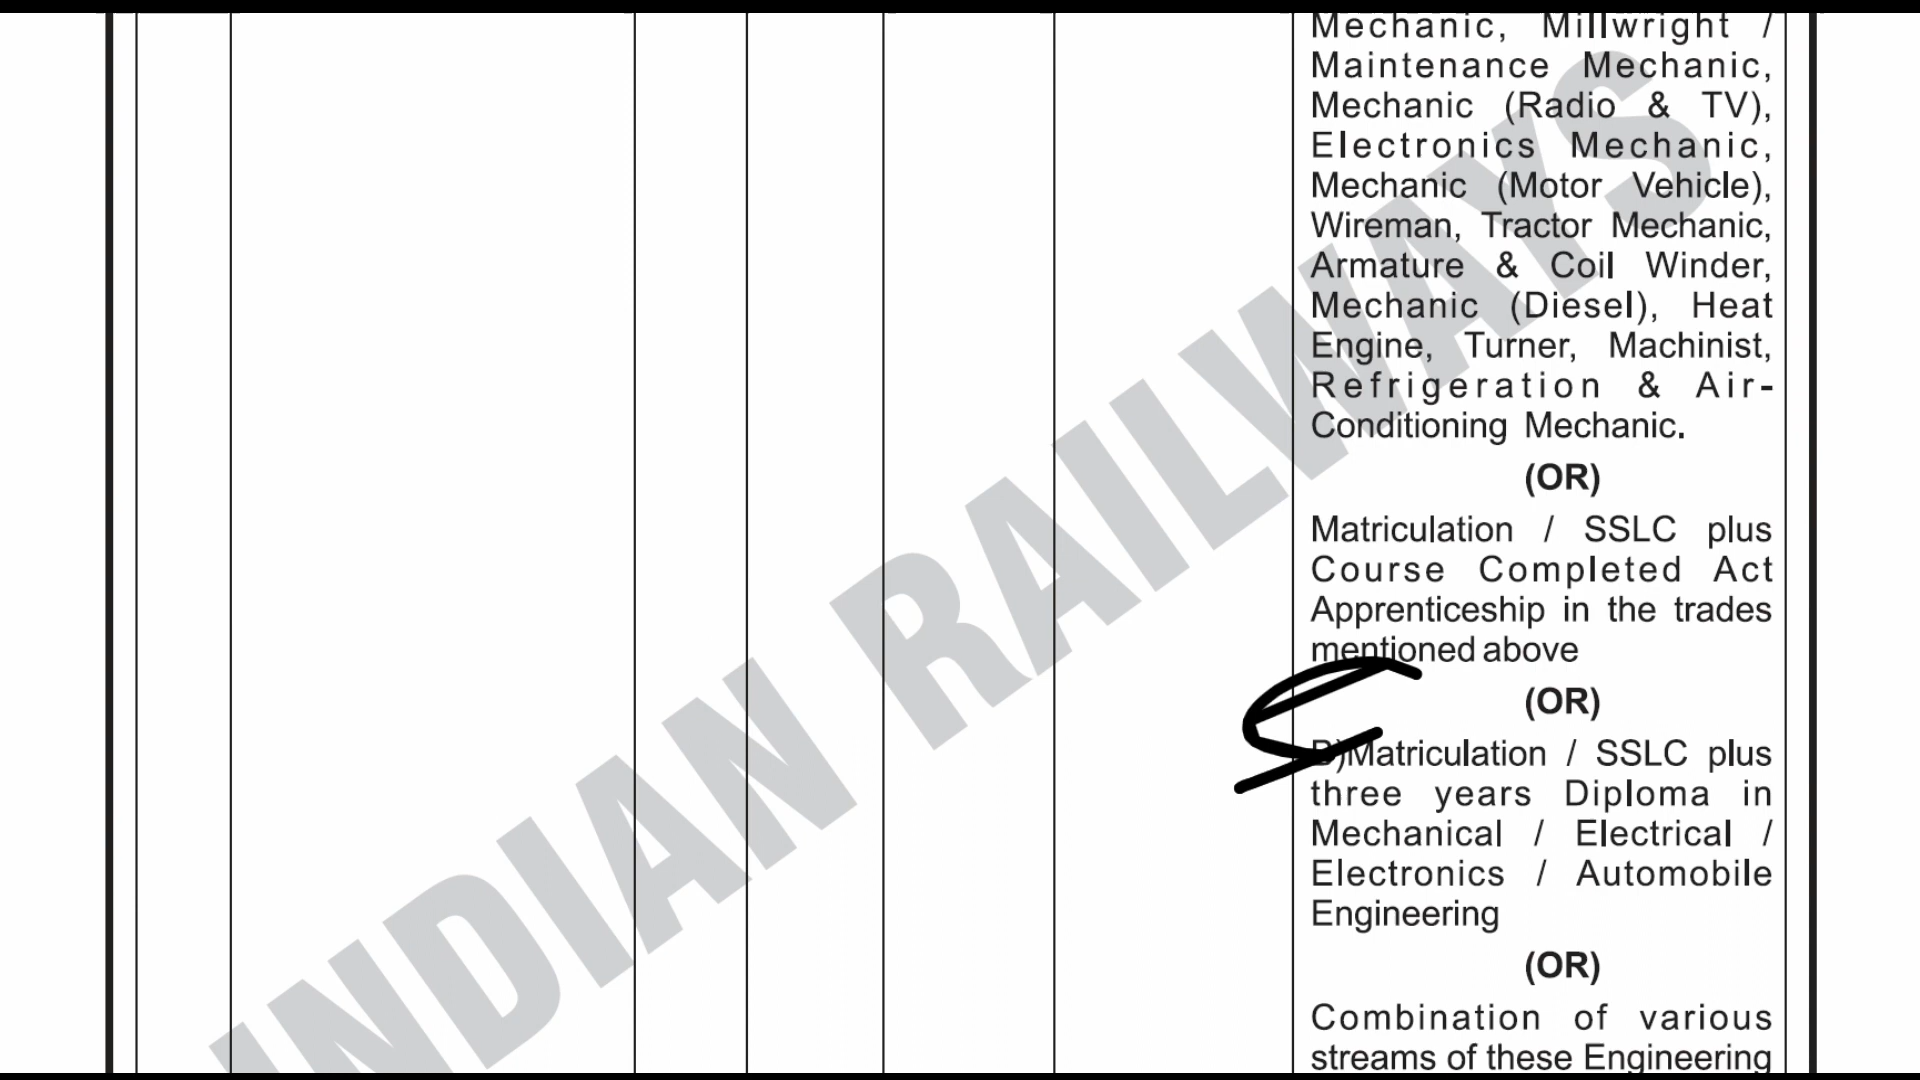 Mechanic, Millwright /
Maintenance Mechanic,
Mechanic (Radio & TV),
Electronics Mechanic,
Mechanic (Motor Vehicle),
Wireman, Tractor Mechanic,
Armature & Coil Winder,
Mechanic (Diesel), Heat
Engine, Turner, Machinist,
Refrigeration & Air-
Conditioning Mechanic.
(OR)
Matriculation / SSLC plus
Course Completed Act
Apprenticeship in the trades
mentioned above
(OR)
B)Matriculation / SSLC plus
three years Diploma in
Mechanical / Electrical /
Electronics / Automobile
Engineering
(OR)
Combination of various
streams of these Engineering
INDIAN RAILWAYS